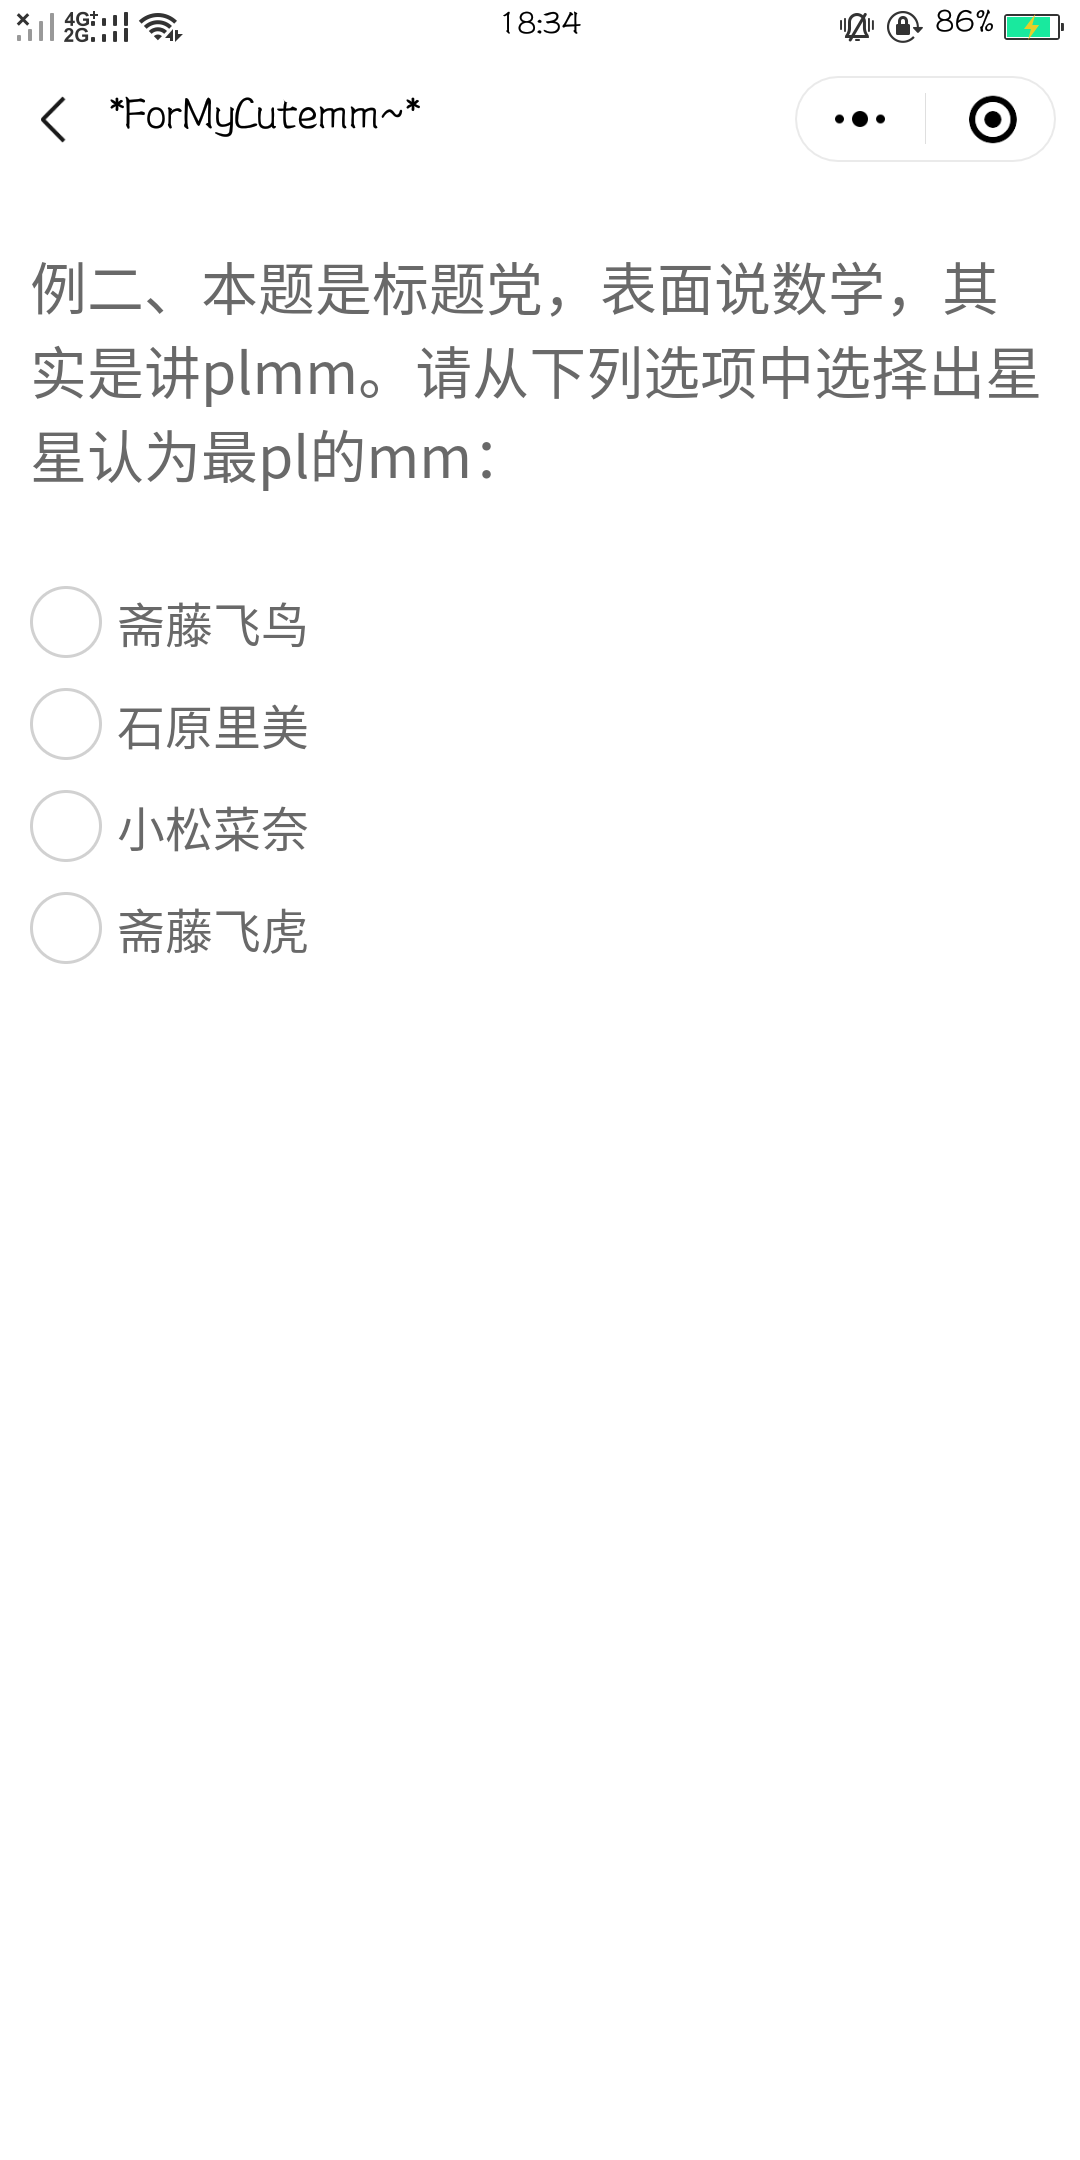 4G+
2G
18:34
86%
*ForMyCutemm~*
例二、本题是标题党，表面说数学，其
实是讲plmm。请从下列选项中选择出星
星认为最pl的mm：
斋藤飞鸟
石原里美
小松菜奈
斋藤飞虎